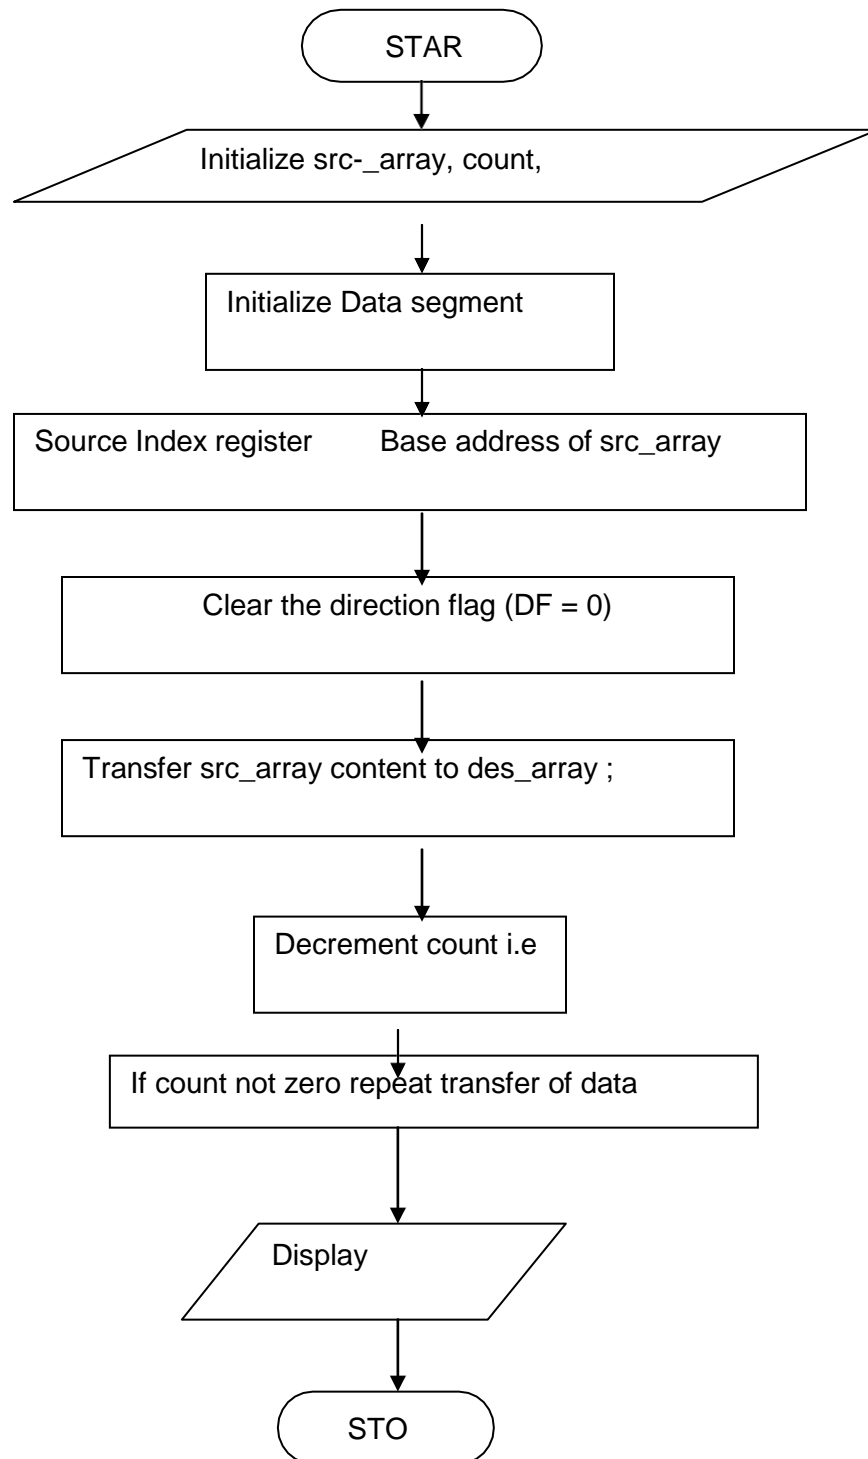 STAR
Initialize src-_array, count,
Initialize Data segment
Source Index register Base address of src_array
Clear the direction flag (DF = 0)
Transfer src_array content to des_array ;
Decrement count i.e
If count not zero repeat transfer of data
Display
STO